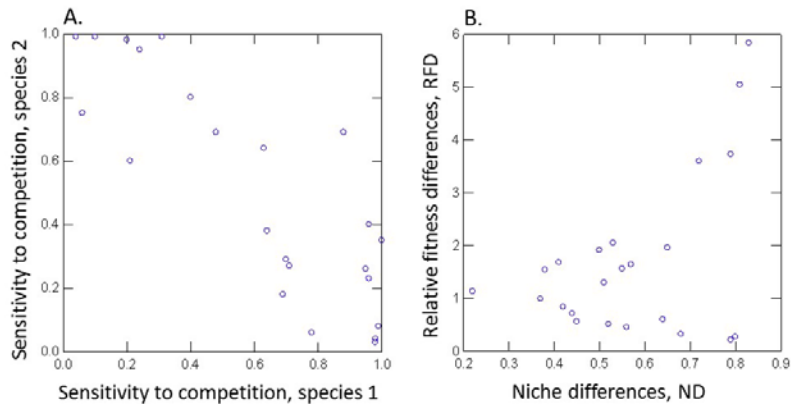 A.
Sensitivity to competition, species 2
1.0
0.8
0.6
0.4
0.2
0.0
0.0 0.2 0.4 0.6 0.8 1.0
Sensitivity to competition, species 1
B.
Relative fitness differences, RFD
6
5
4
3
2
1
0
0.2 0.3 0.4 0.5 0.6 0.7 0.8 0.9
Niche differences, ND